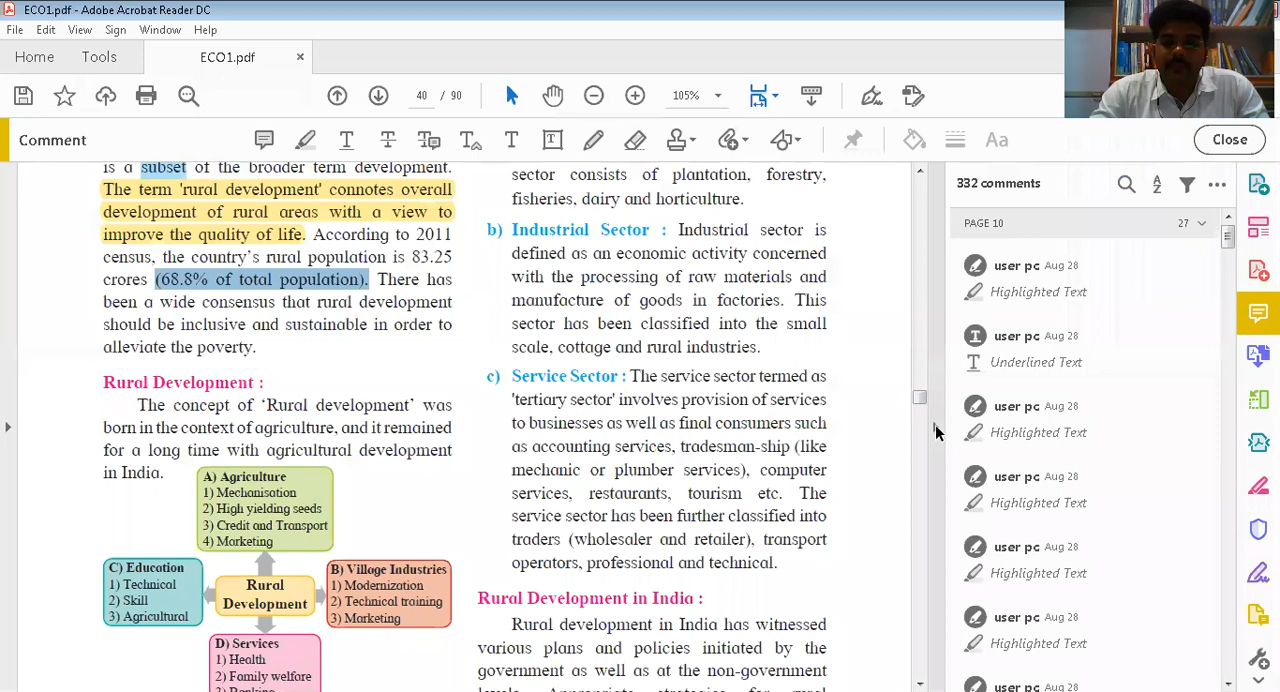 ECO1.pdf - Adobe Acrobat Reader DC
File Edit View Sign Window Help
Home Tools ECO1.pdf ×
40 / 90 105%
Comment
Close
is a subset of the broader term development.
The term 'rural development' connotes overall
development of rural areas with a view to
improve the quality of life. According to 2011
census, the country's rural population is 83.25
crores (68.8% of total population). There has
been a wide consensus that rural development
should be inclusive and sustainable in order to
alleviate the poverty.
Rural Development :
The concept of ‘Rural development’ was
born in the context of agriculture, and it remained
for a long time with agricultural development
in India.
A) Agriculture
1) Mechanisation
2) High yielding seeds
3) Credit and Transport
4) Marketing
C) Education
1) Technical
2) Skill
3) Agricultural
Rural
Development
B) Village Industries
1) Modernization
2) Technical training
3) Marketing
D) Services
1) Health
2) Family welfare
3) Banking
sector consists of plantation, forestry,
fisheries, dairy and horticulture.
b) Industrial Sector : Industrial sector is
defined as an economic activity concerned
with the processing of raw materials and
manufacture of goods in factories. This
sector has been classified into the small
scale, cottage and rural industries.
c) Service Sector : The service sector termed as
'tertiary sector' involves provision of services
to businesses as well as final consumers such
as accounting services, tradesman-ship (like
mechanic or plumber services), computer
services, restaurants, tourism etc. The
service sector has been further classified into
traders (wholesaler and retailer), transport
operators, professional and technical.
Rural Development in India :
Rural development in India has witnessed
various plans and policies initiated by the
government as well as at the non-government
levels. Appropriate strategies for rural
332 comments
PAGE 10 27
user pc Aug 28
Highlighted Text
user pc Aug 28
Underlined Text
user pc Aug 28
Highlighted Text
user pc Aug 28
Highlighted Text
user pc Aug 28
Highlighted Text
user pc Aug 28
Highlighted Text
user pc Aug 28